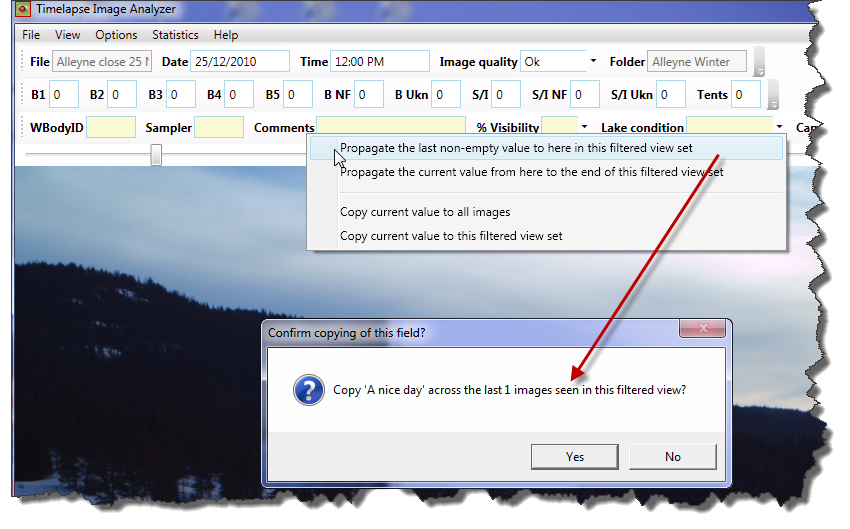 Timelapse Image Analyzer
File View Options Statistics Help
File Alleyne close 25 Date 25/12/2010 Time 12:00 PM Image quality Ok Folder Alleyne Winter
B1 0 B2 0 B3 0 B4 0 B5 0 B NF 0 B Ukn 0 S/I 0 S/I NF 0 S/I Ukn 0 Tents 0
WBodyID Sampler Comments % Visibility Lake condition
Propagate the last non-empty value to here in this filtered view set
Propagate the current value from here to the end of this filtered view set
Copy current value to all images
Copy current value to this filtered view set
Confirm copying of this field?
x
? Copy 'A nice day' across the last 1 images seen in this filtered view?
Yes No